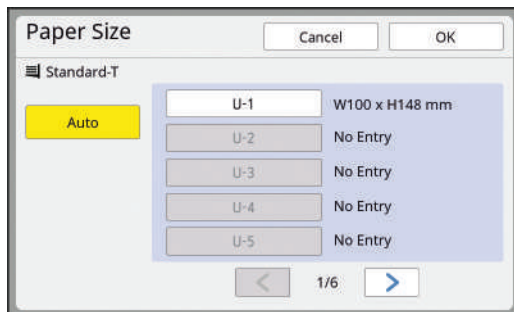 Paper Size
Cancel
OK
Standard-T
Auto
U-1 W100 x H148 mm
U-2 No Entry
U-3 No Entry
U-4 No Entry
U-5 No Entry
< 1/6 >